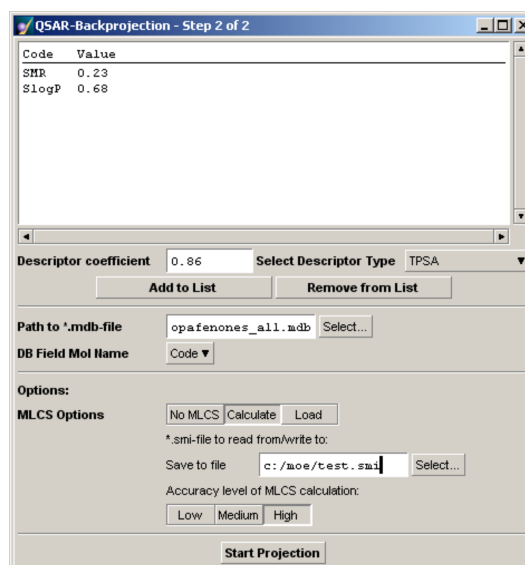 QSAR-Backprojection - Step 2 of 2
Code Value
SMR 0.23
SlogP 0.68
Descriptor coefficient 0.86 Select Descriptor Type TPSA
Add to List Remove from List
Path to *.mdb-file opafenones_all.mdb Select...
DB Field Mol Name Code
Options:
MLCS Options No MLCS Calculate Load
*.smi-file to read from/write to:
Save to file c:/moe/test.smi Select...
Accuracy level of MLCS calculation:
Low Medium High
Start Projection